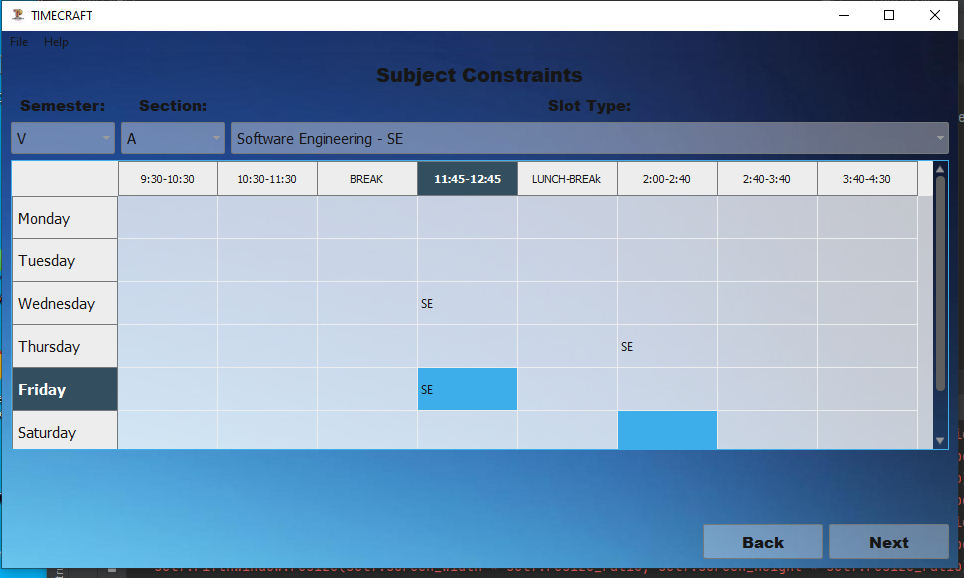 TIMECRAFT
File Help
Subject Constraints
Semester: Section: Slot Type:
V A Software Engineering - SE
9:30-10:30 10:30-11:30 BREAK 11:45-12:45 LUNCH-BREAk 2:00-2:40 2:40-3:40 3:40-4:30
Monday
Tuesday
Wednesday SE
Thursday SE
Friday SE
Saturday
Back Next